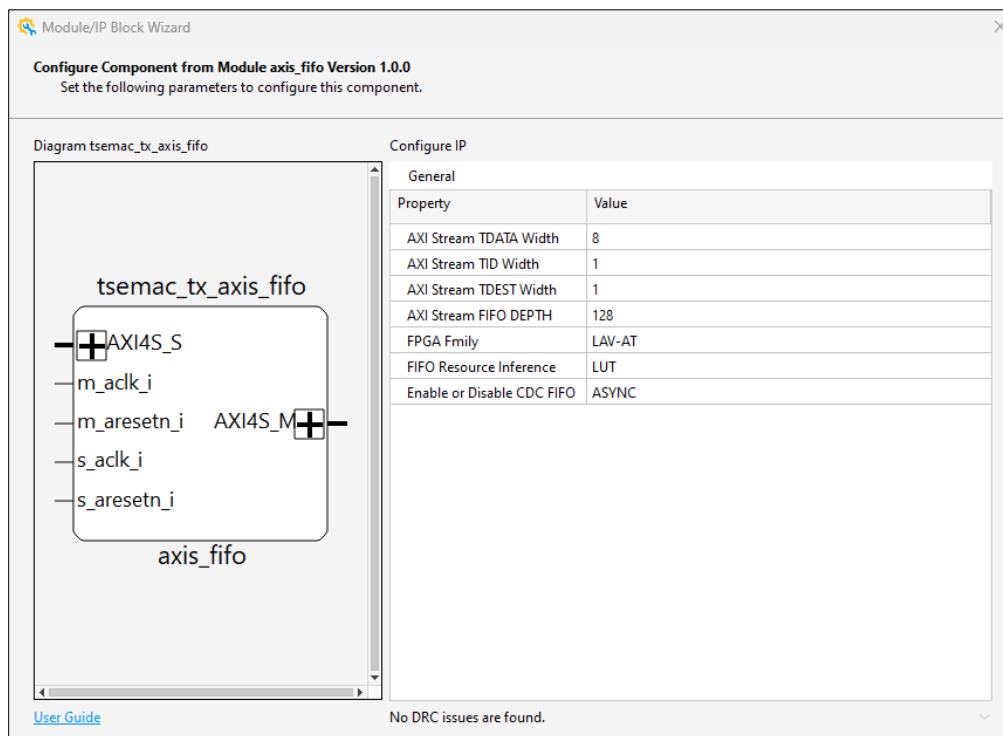 Module/IP Block Wizard
Configure Component from Module axis_fifo Version 1.0.0
Set the following parameters to configure this component.
Diagram tsemac_tx_axis_fifo
Configure IP
General
Property Value
AXI Stream TDATA Width 8
AXI Stream TID Width 1
AXI Stream TDEST Width 1
AXI Stream FIFO DEPTH 128
FPGA Fmily LAV-AT
FIFO Resource Inference LUT
Enable or Disable CDC FIFO ASYNC
tsemac_tx_axis_fifo
AXI4S_S
m_aclk_i
m_aresetn_i AXI4S_M
s_aclk_i
s_aresetn_i
axis_fifo
User Guide
No DRC issues are found.